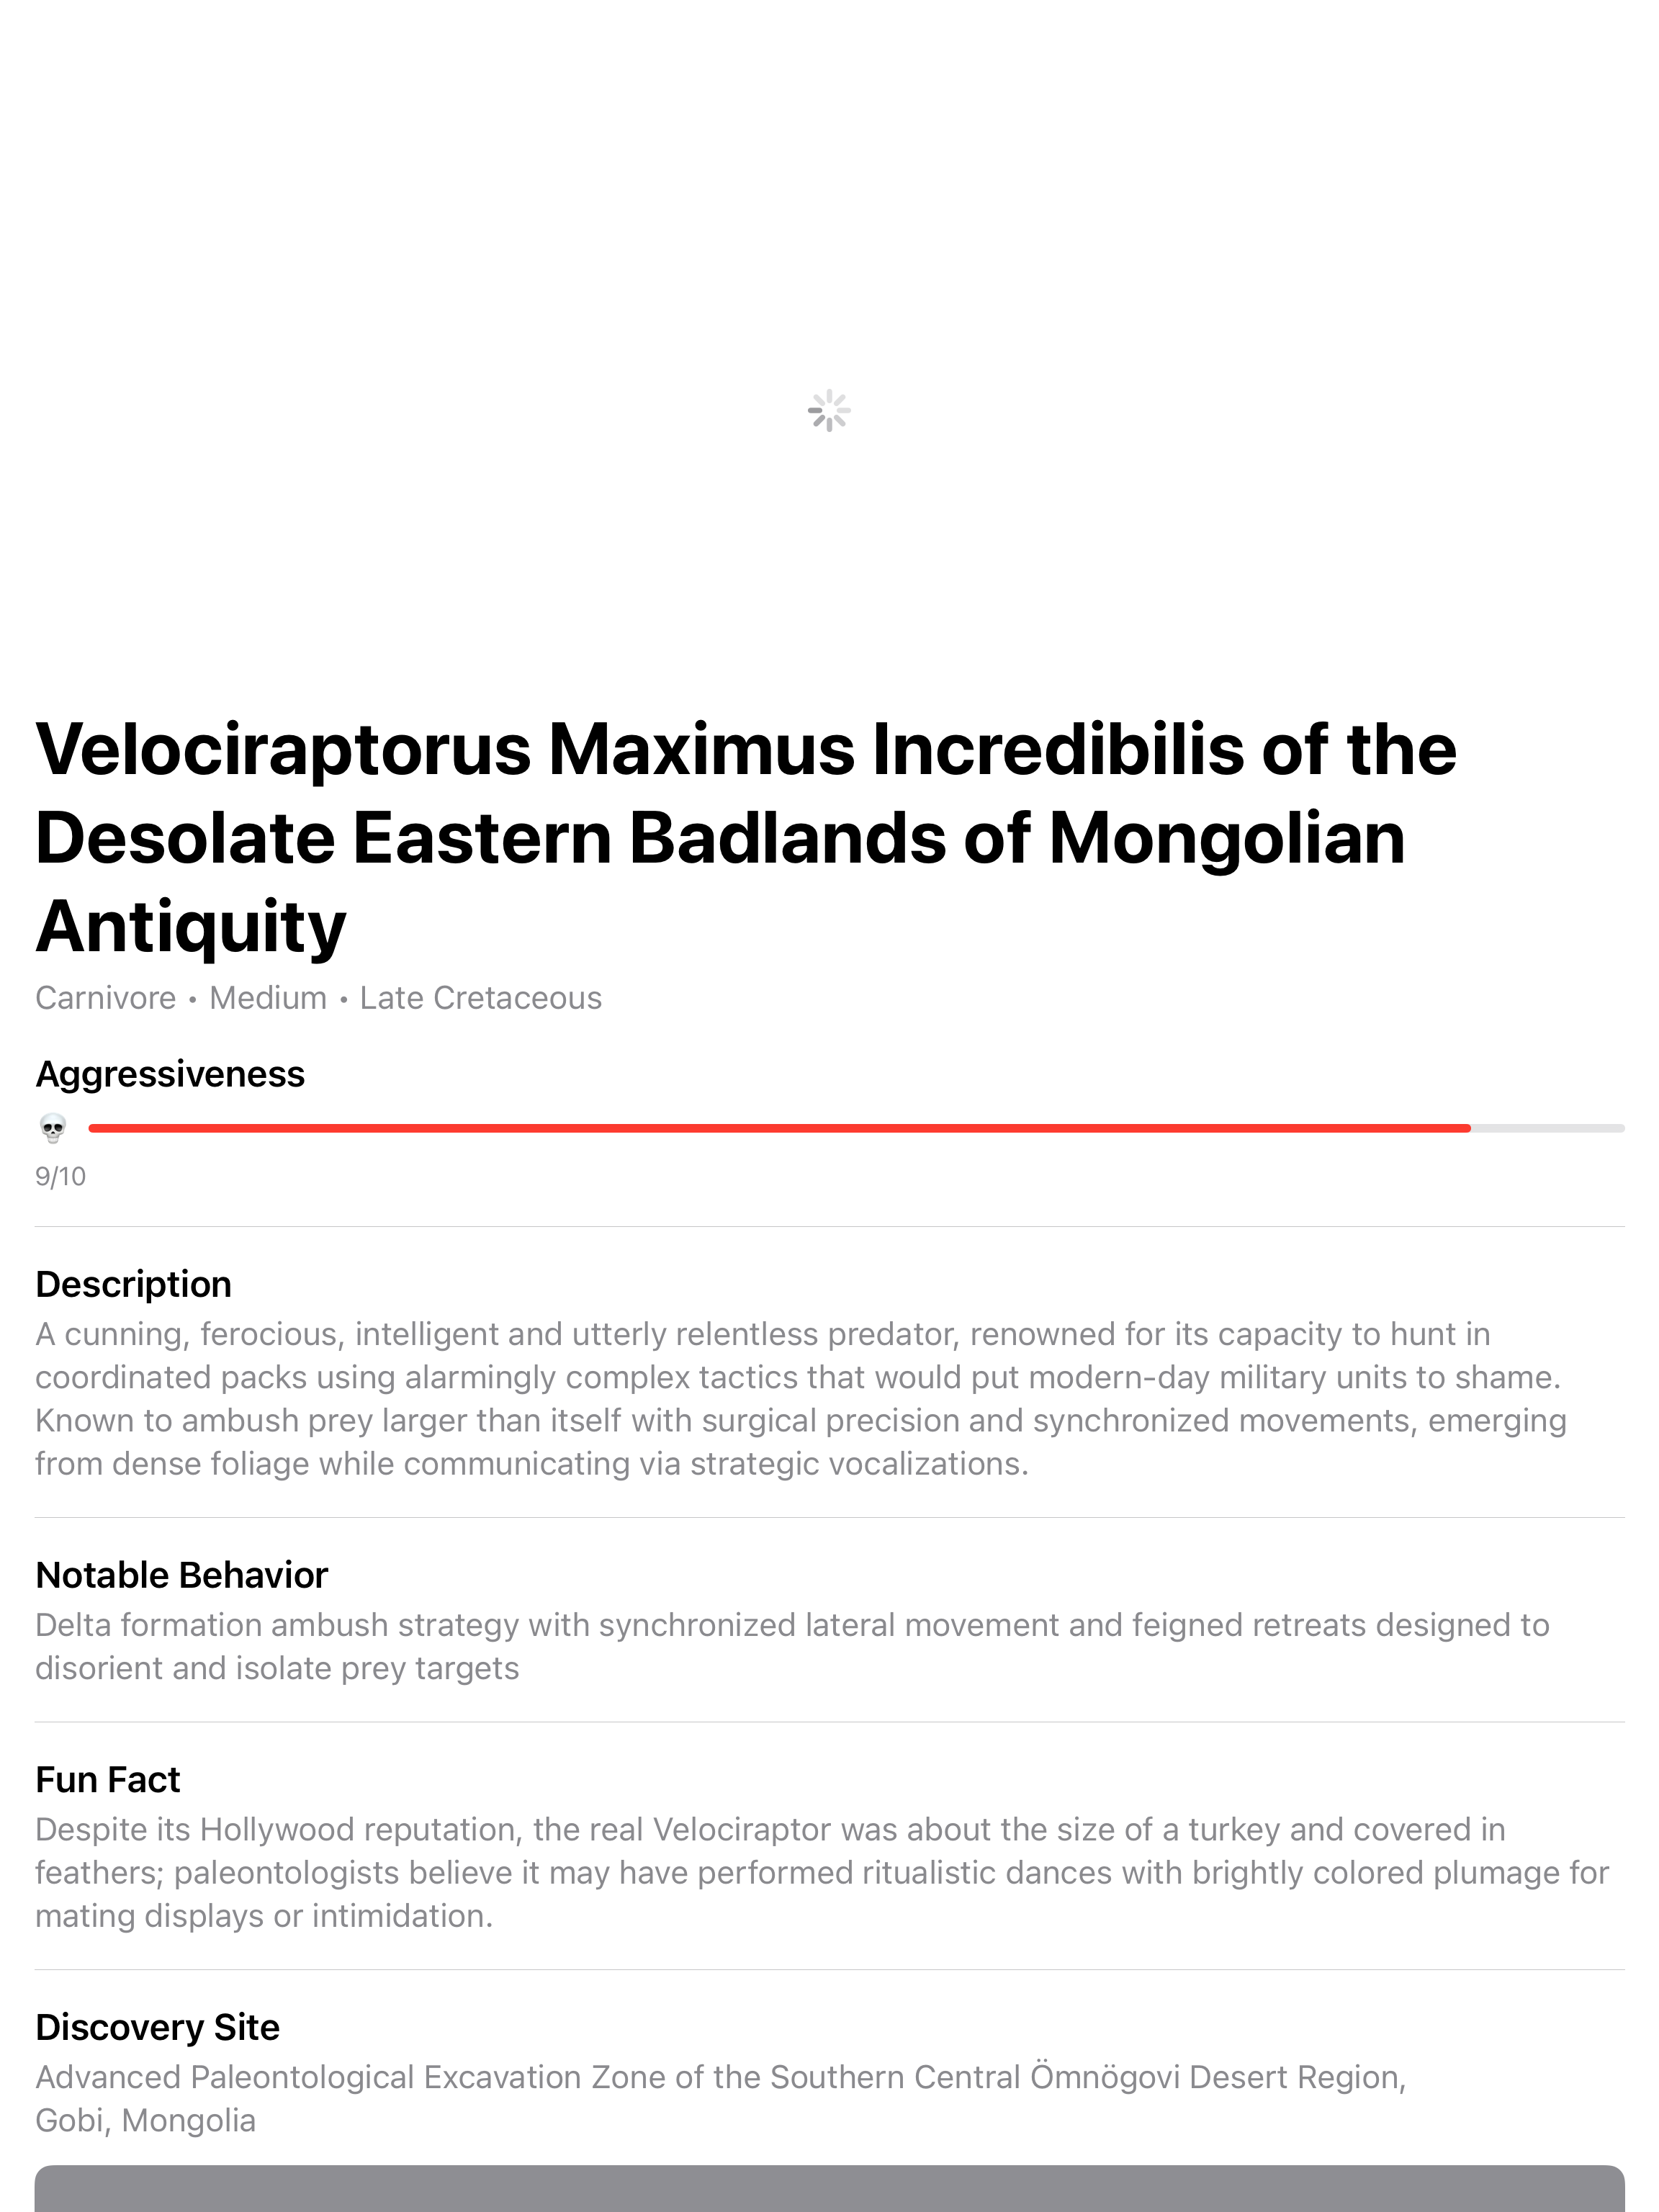 Velociraptorus Maximus Incredibilis of the
Desolate Eastern Badlands of Mongolian
Antiquity
Carnivore • Medium • Late Cretaceous
Aggressiveness
💀
9/10
Description
A cunning, ferocious, intelligent and utterly relentless predator, renowned for its capacity to hunt in
coordinated packs using alarmingly complex tactics that would put modern-day military units to shame.
Known to ambush prey larger than itself with surgical precision and synchronized movements, emerging
from dense foliage while communicating via strategic vocalizations.
Notable Behavior
Delta formation ambush strategy with synchronized lateral movement and feigned retreats designed to
disorient and isolate prey targets
Fun Fact
Despite its Hollywood reputation, the real Velociraptor was about the size of a turkey and covered in
feathers; paleontologists believe it may have performed ritualistic dances with brightly colored plumage for
mating displays or intimidation.
Discovery Site
Advanced Paleontological Excavation Zone of the Southern Central Ömnögovi Desert Region,
Gobi, Mongolia